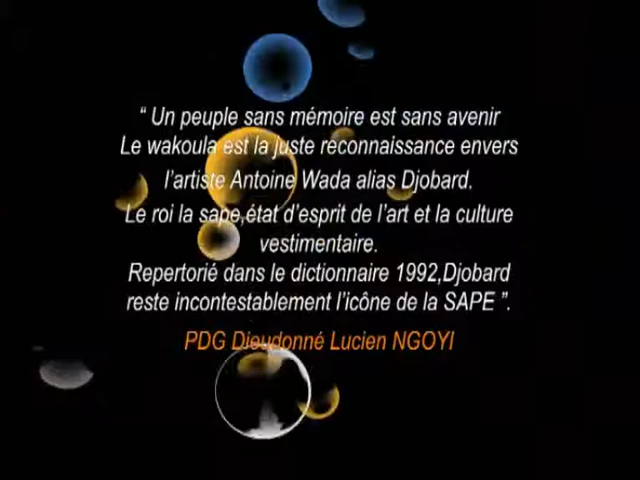 “ Un peuple sans mémoire est sans avenir
Le wakoula est la juste reconnaissance envers
l’artiste Antoine Wada alias Djobard.
Le roi la sape,état d’esprit de l’art et la culture
vestimentaire.
Repertorié dans le dictionnaire 1992,Djobard
reste incontestablement l’icône de la SAPE ”.
PDG Dieudonné Lucien NGOYI